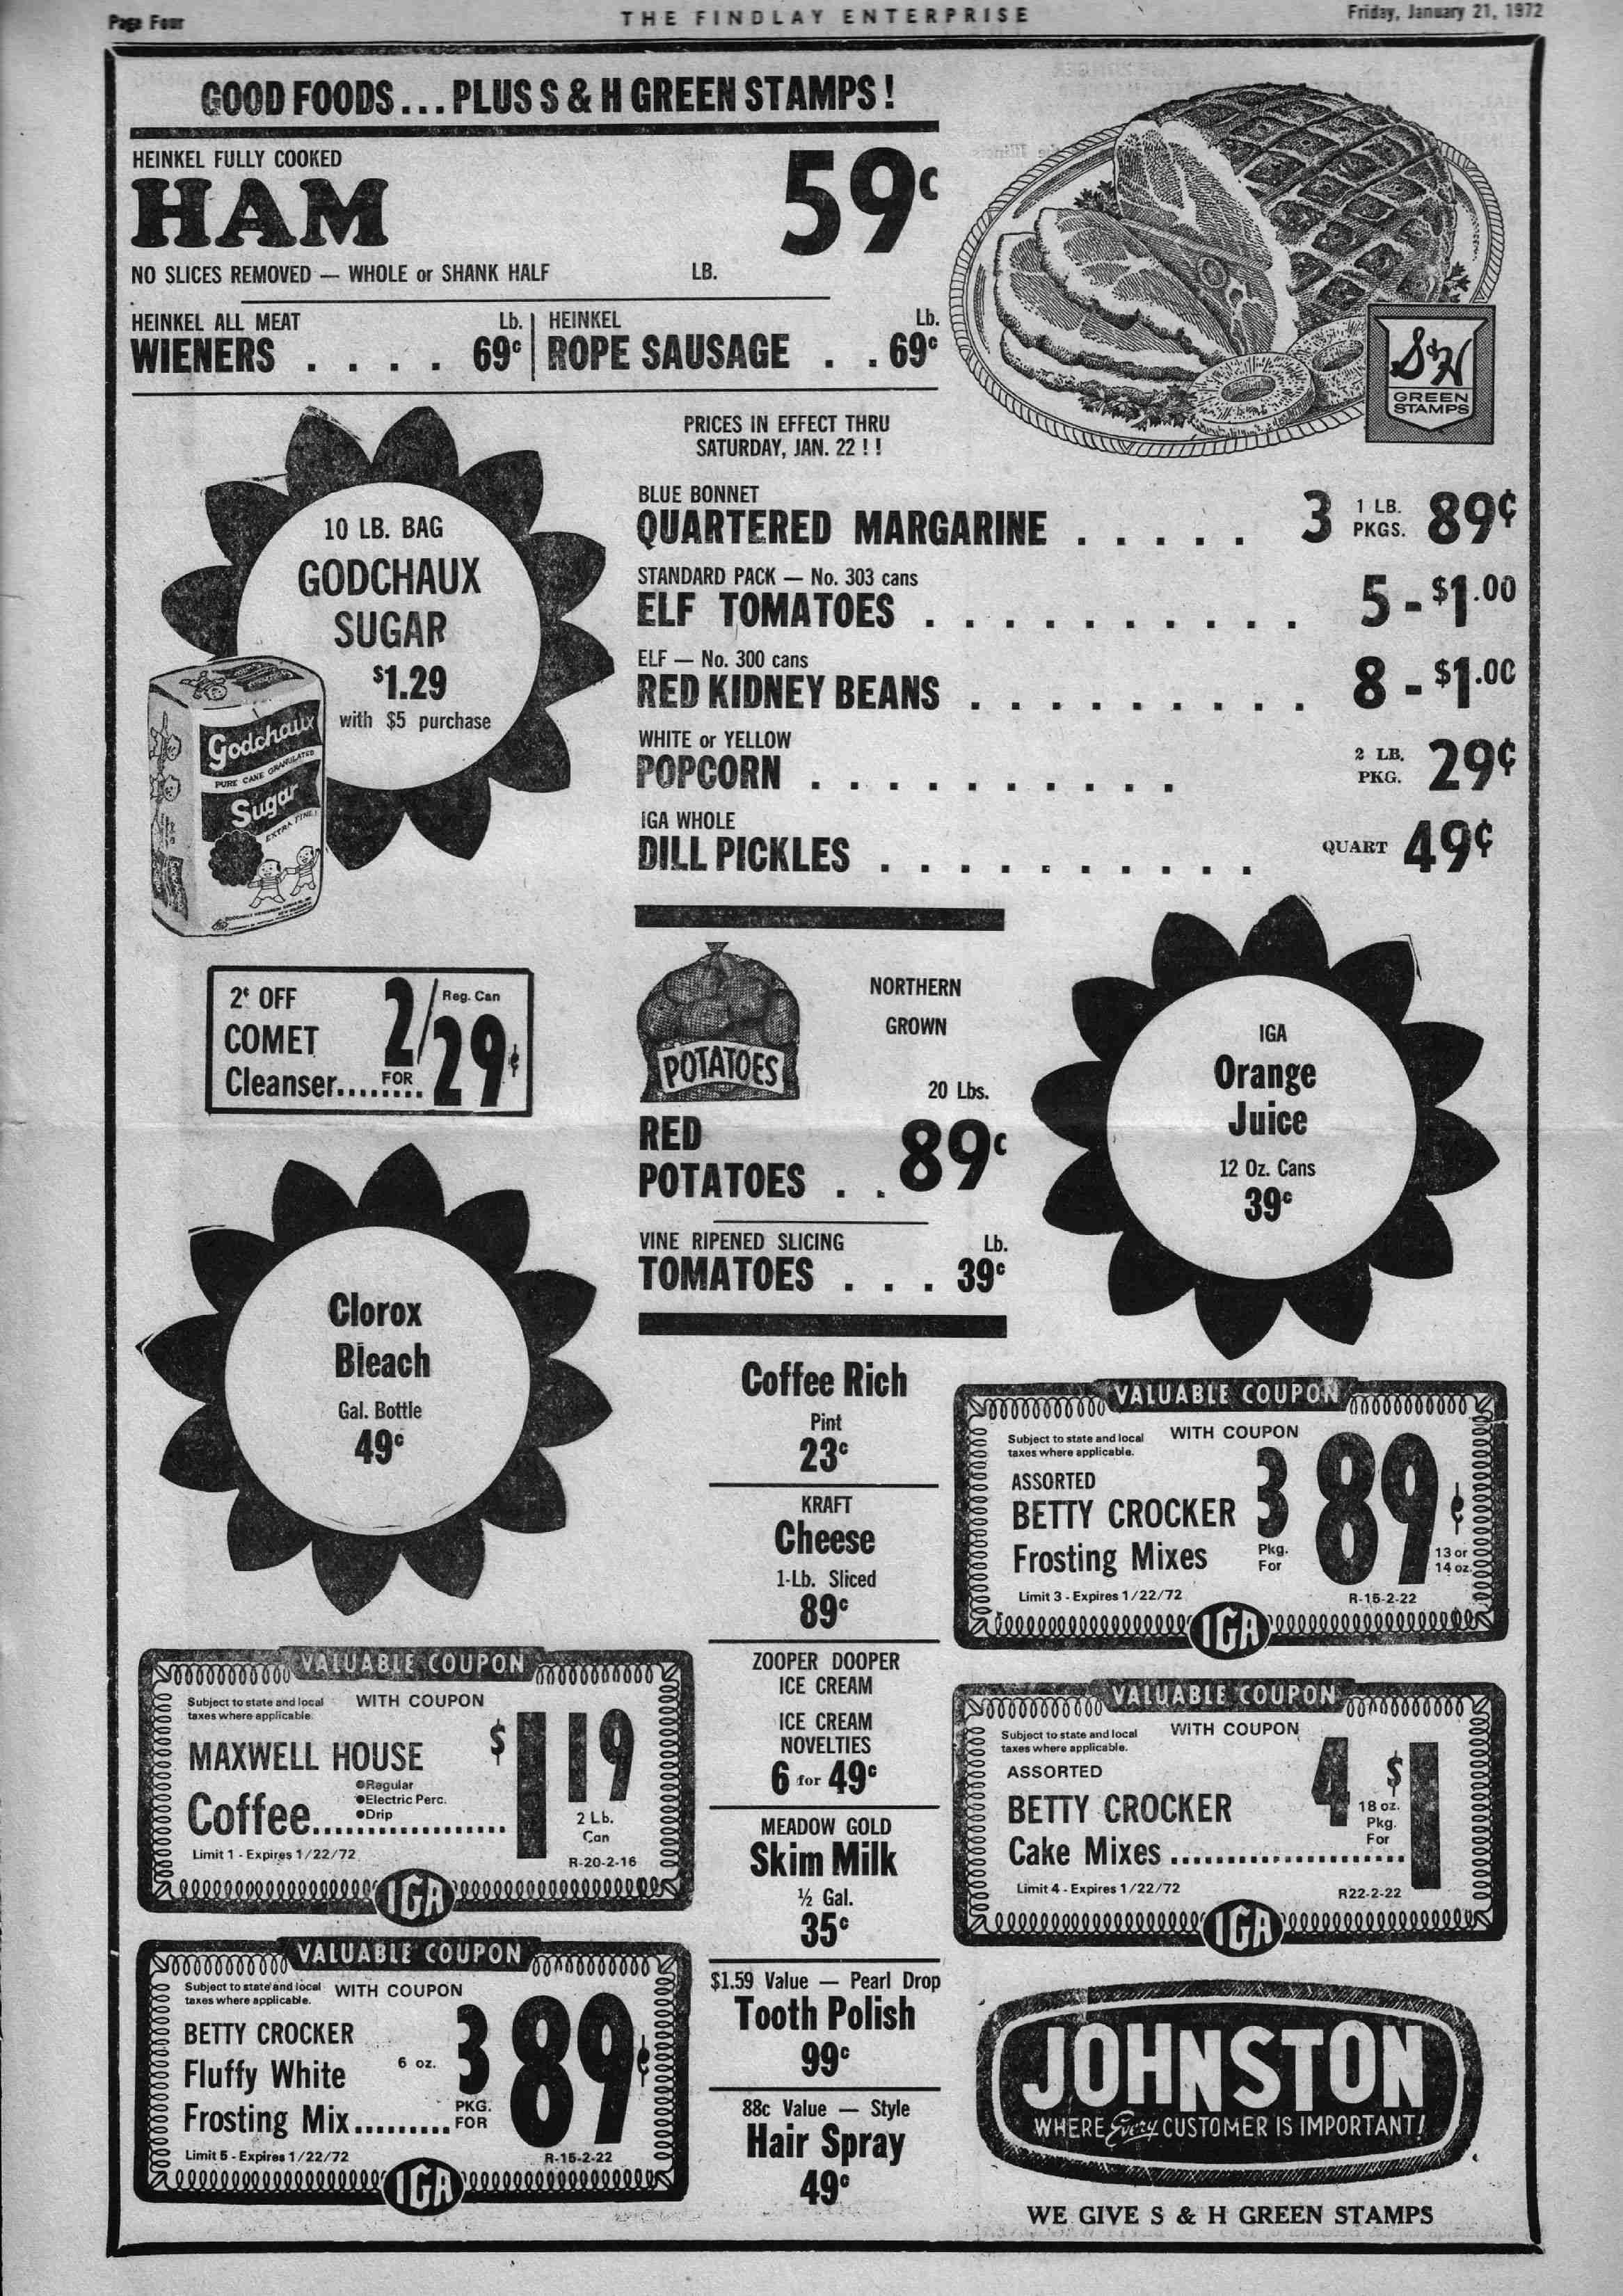 Page Four
THE FINDLAY ENTERPRISE
Friday, January 21, 1972
GOOD FOODS... PLUS S & H GREEN STAMPS!
HEINKEL FULLY COOKED
HAM
59c
NO SLICES REMOVED — WHOLE or SHANK HALF LB.
HEINKEL ALL MEAT Lb.
WIENERS . . . . 69c
HEINKEL Lb.
ROPE SAUSAGE . . 69c
S&H
GREEN
STAMPS
PRICES IN EFFECT THRU
SATURDAY, JAN. 22 ! !
10 LB. BAG
GODCHAUX
SUGAR
$1.29
with $5 purchase
Godchaux
PURE CANE GRANULATED
Sugar
EXTRA FINE!
BLUE BONNET
QUARTERED MARGARINE . . . . . 3 1 LB. PKGS. 89¢
STANDARD PACK — No. 303 cans
ELF TOMATOES . . . . . . . . . . 5 - $1.00
ELF — No. 300 cans
RED KIDNEY BEANS . . . . . . . . . 8 - $1.00
WHITE or YELLOW
POPCORN . . . . . . . . . . 2 LB. PKG. 29¢
IGA WHOLE
DILL PICKLES . . . . . . . . . . QUART 49¢
2c OFF
COMET
Cleanser........
2/29¢
FOR
Reg. Can
POTATOES
NORTHERN
GROWN
20 Lbs.
RED
POTATOES . . 89c
VINE RIPENED SLICING Lb.
TOMATOES . . . 39c
IGA
Orange
Juice
12 Oz. Cans
39c
Clorox
Bleach
Gal. Bottle
49c
Coffee Rich
Pint
23c
KRAFT
Cheese
1-Lb. Sliced
89c
ZOOPER DOOPER
ICE CREAM
ICE CREAM
NOVELTIES
6 for 49c
MEADOW GOLD
Skim Milk
½ Gal.
35c
$1.59 Value — Pearl Drop
Tooth Polish
99c
88c Value — Style
Hair Spray
49c
VALUABLE COUPON
Subject to state and local
taxes where applicable.
WITH COUPON
ASSORTED
BETTY CROCKER
Frosting Mixes
3 Pkg. For 89¢
13 or
14 oz.
Limit 3 - Expires 1/22/72
R-15-2-22
IGA
VALUABLE COUPON
Subject to state and local
taxes where applicable.
WITH COUPON
MAXWELL HOUSE
Coffee...................
Regular
Electric Perc.
Drip
$1 19
2 Lb.
Can
Limit 1 - Expires 1/22/72
R-20-2-16
IGA
VALUABLE COUPON
Subject to state and local
taxes where applicable.
WITH COUPON
ASSORTED
BETTY CROCKER
Cake Mixes .......................
4 $1
18 oz.
Pkg.
For
Limit 4 - Expires 1/22/72
R22-2-22
IGA
VALUABLE COUPON
Subject to state and local
taxes where applicable.
WITH COUPON
BETTY CROCKER
Fluffy White 6 oz.
Frosting Mix.........
3 PKG. FOR 89¢
Limit 5 - Expires 1/22/72
R-15-2-22
IGA
JOHNSTON
WHERE Every CUSTOMER IS IMPORTANT!
WE GIVE S & H GREEN STAMPS